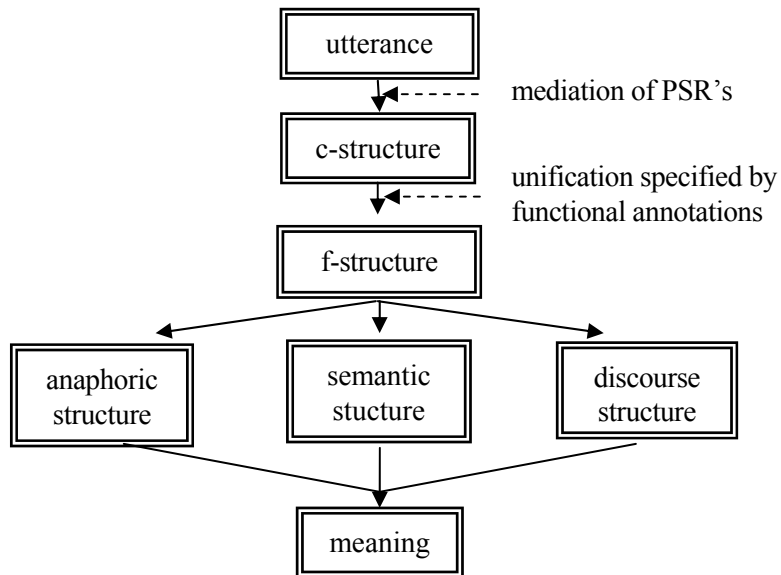 utterance
mediation of PSR’s
c-structure
unification specified by
functional annotations
f-structure
anaphoric
structure
semantic
stucture
discourse
structure
meaning